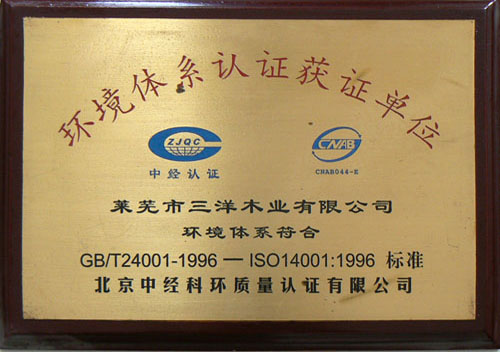 环境体系认证获证单位
ZJQC
中经认证
CNAB
CNAB044-E
莱芜市三洋木业有限公司
环境体系符合
GB/T24001-1996 — ISO14001:1996 标准
北京中经科环质量认证有限公司